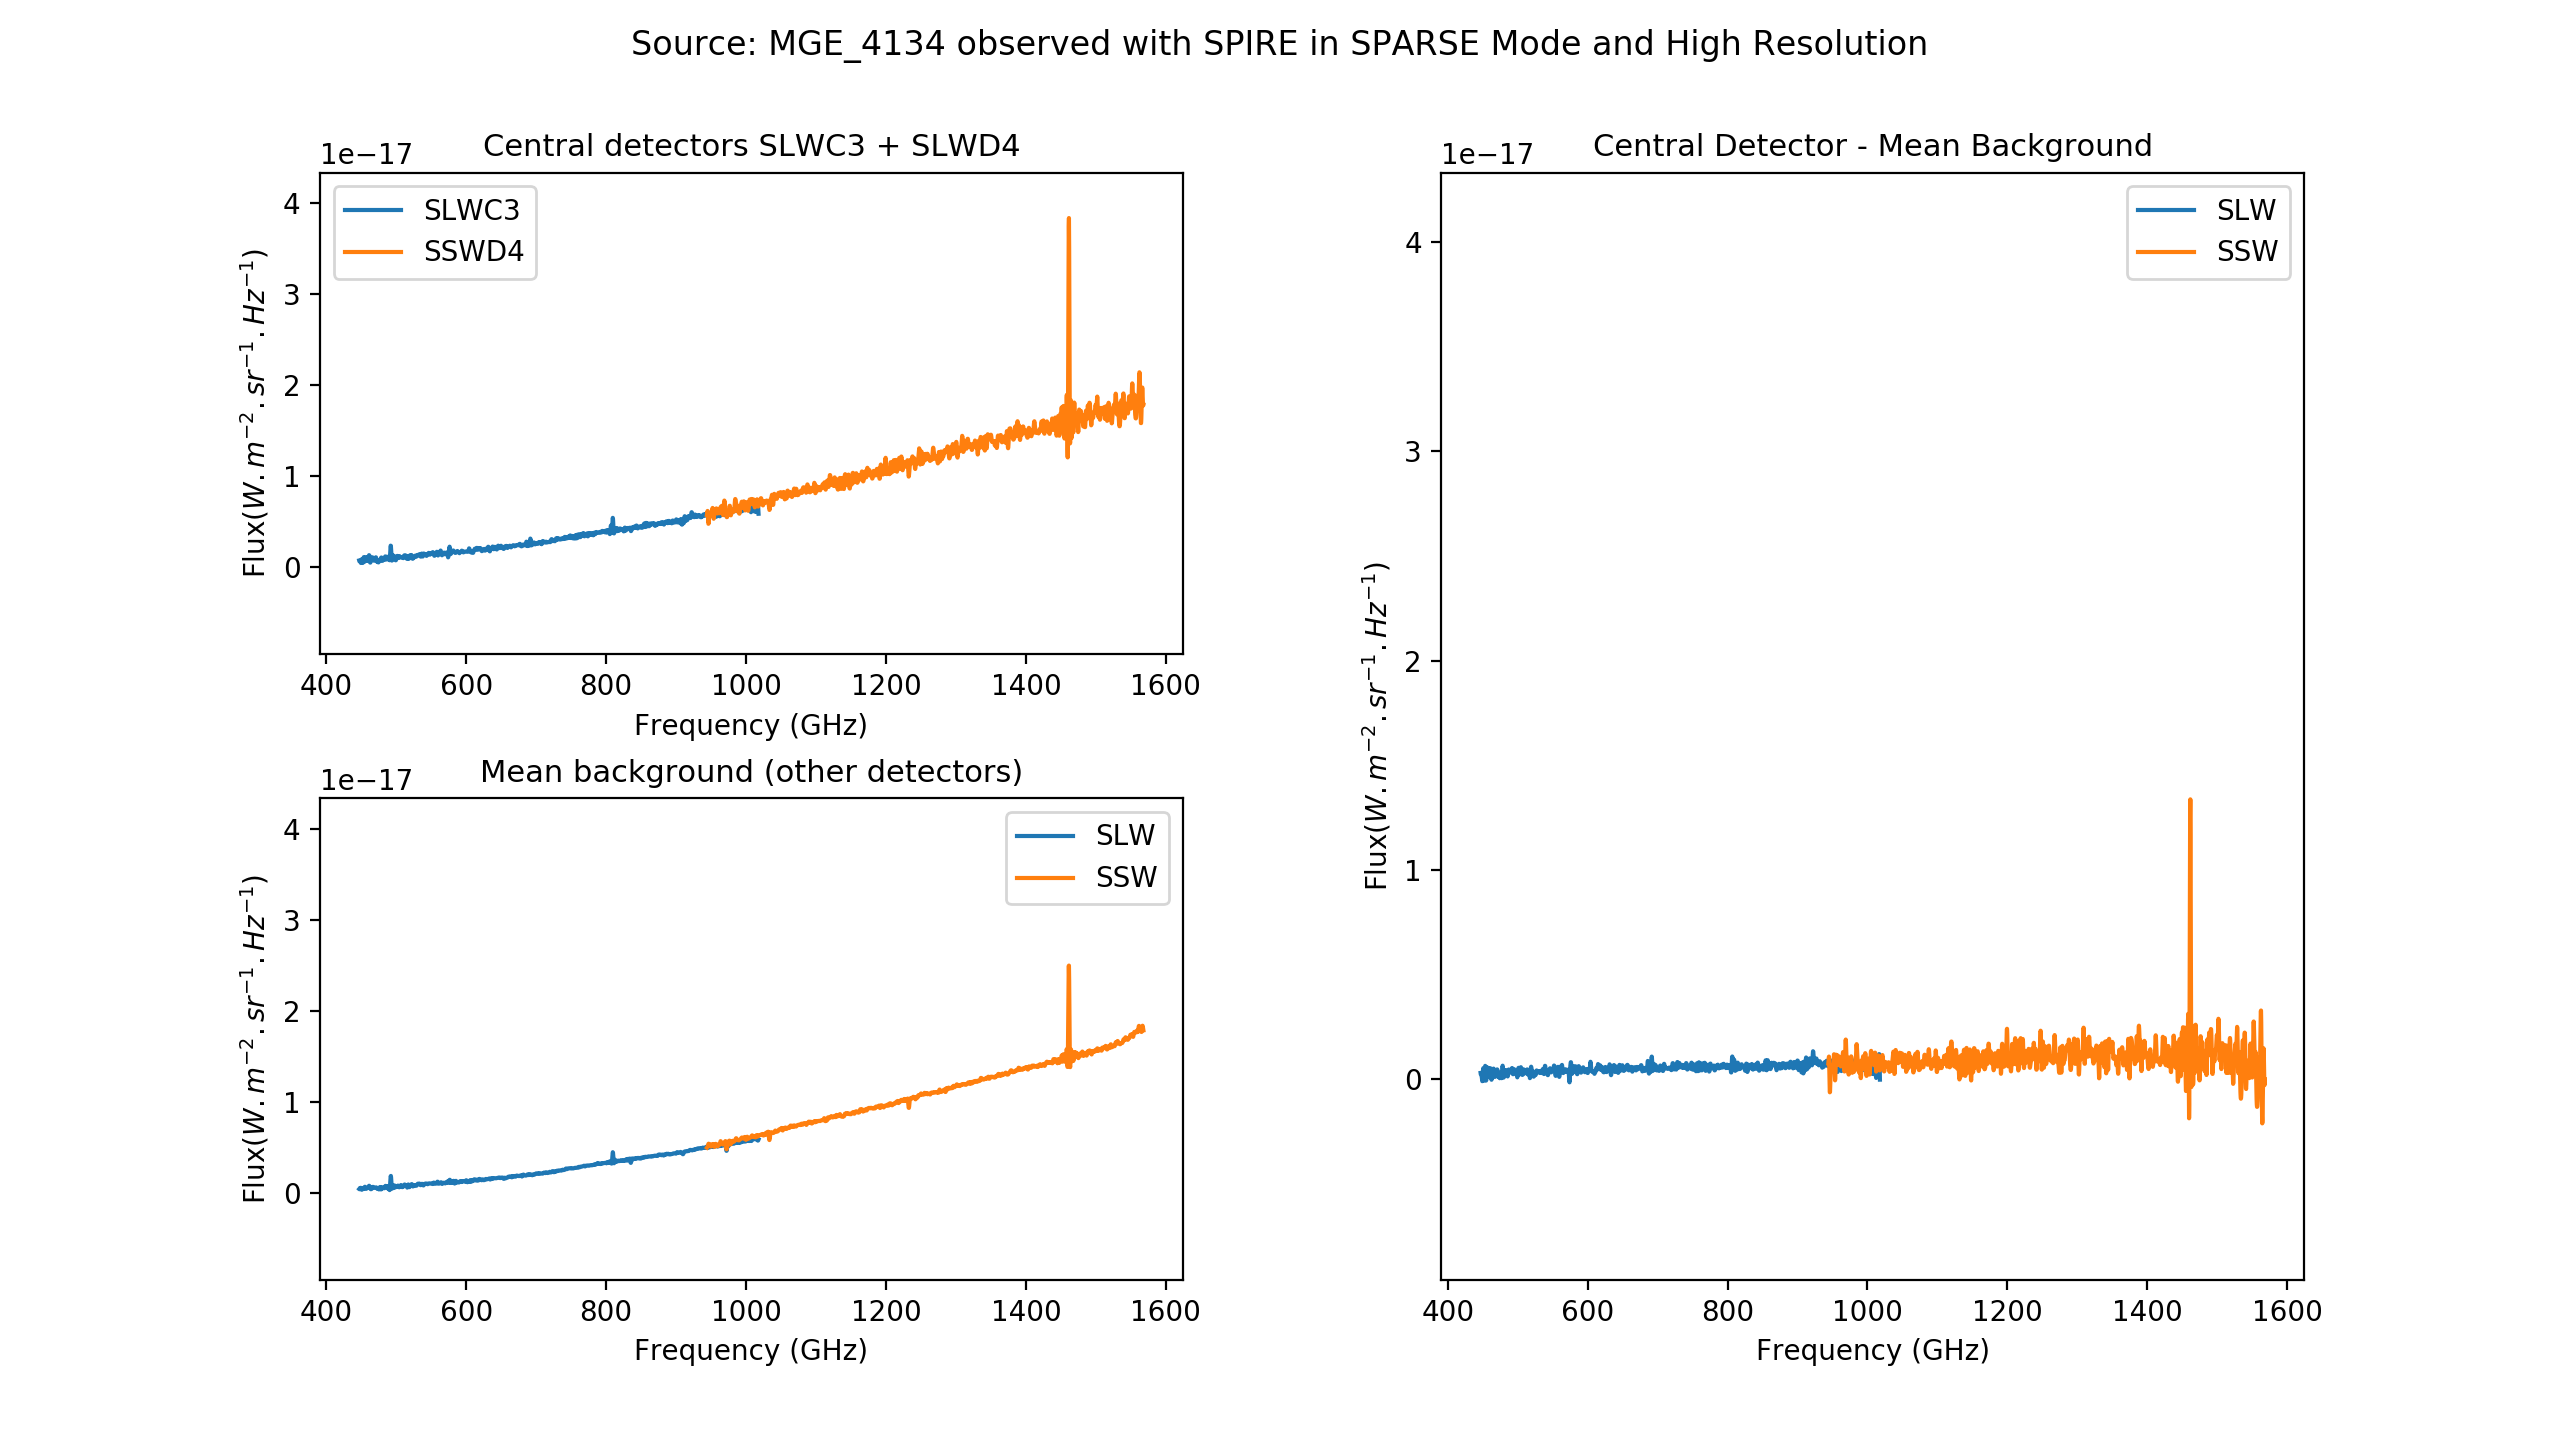 Source: MGE_4134 observed with SPIRE in SPARSE Mode and High Resolution
Central detectors SLWC3 + SLWD4
1e−17
SLWC3
SSWD4
4
3
2
1
0
Flux(W.m−2.sr−1.Hz−1)
400 600 800 1000 1200 1400 1600
Frequency (GHz)
Mean background (other detectors)
1e−17
SLW
SSW
4
3
2
1
0
Flux(W.m−2.sr−1.Hz−1)
400 600 800 1000 1200 1400 1600
Frequency (GHz)
Central Detector - Mean Background
1e−17
SLW
SSW
4
3
2
1
0
Flux(W.m−2.sr−1.Hz−1)
400 600 800 1000 1200 1400 1600
Frequency (GHz)